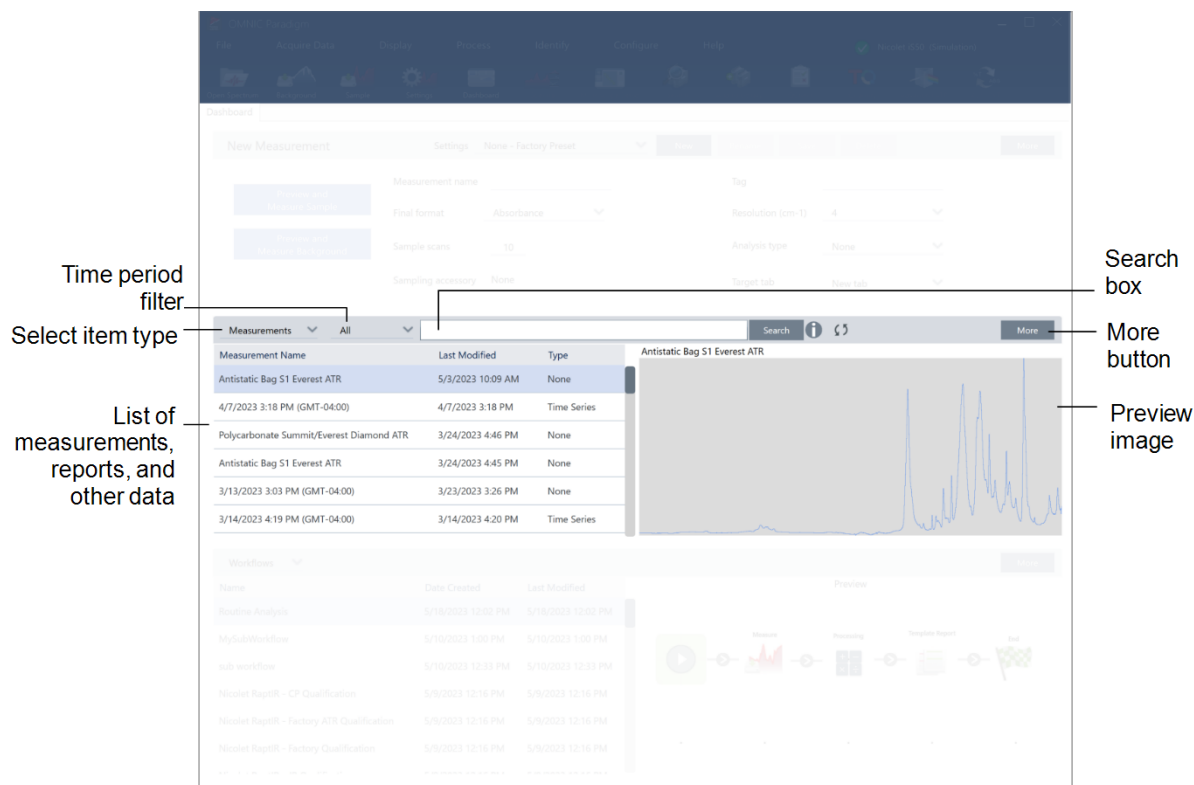 OMNIC Paradigm
File Acquire Data Display Process Identify Configure Help
Dashboard
New Measurement Settings None - Factory Preset
Measurement name Tag
Final format Absorbance Resolution (cm-1) 4
Sample scans 10 Analysis type None
Sampling accessory None Target tab New tab
Time period
filter
Select item type
List of
measurements,
reports, and
other data
Search
box
More
button
Preview
image
Measurements All Search More
Measurement Name Last Modified Type
Antistatic Bag S1 Everest ATR 5/3/2023 10:09 AM None
4/7/2023 3:18 PM (GMT-04:00) 4/7/2023 3:18 PM Time Series
Polycarbonate Summit/Everest Diamond ATR 3/24/2023 4:46 PM None
Antistatic Bag S1 Everest ATR 3/24/2023 4:45 PM None
3/13/2023 3:03 PM (GMT-04:00) 3/23/2023 3:26 PM None
3/14/2023 4:19 PM (GMT-04:00) 3/14/2023 4:20 PM Time Series
Antistatic Bag S1 Everest ATR
Workflows More
Name Date Created Last Modified
Routine Analysis 5/18/2023 12:02 PM 5/18/2023 12:02 PM
MySubWorkflow 5/10/2023 1:00 PM 5/10/2023 1:00 PM
sub workflow 5/10/2023 12:33 PM 5/10/2023 12:33 PM
Nicolet RaptIR - CP Qualification 5/9/2023 12:16 PM 5/9/2023 12:16 PM
Nicolet RaptIR - Factory ATR Qualification 5/9/2023 12:16 PM 5/9/2023 12:16 PM
Nicolet RaptIR - Factory Qualification 5/9/2023 12:16 PM 5/9/2023 12:16 PM
Preview
Measure Processing Template Report End